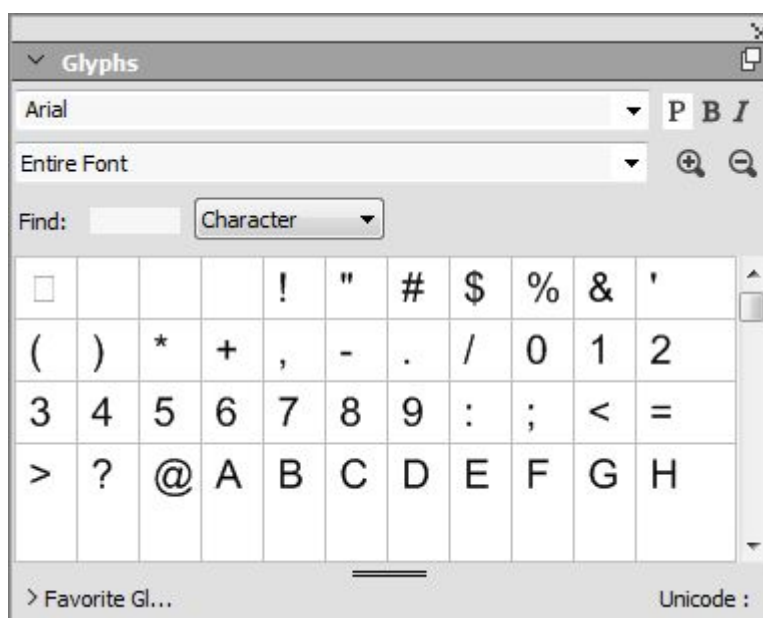 Glyphs
Arial P B I
Entire Font
Find: Character
! " # $ % & '
( ) * + , - . / 0 1 2
3 4 5 6 7 8 9 : ; < =
> ? @ A B C D E F G H
> Favorite Gl... Unicode :